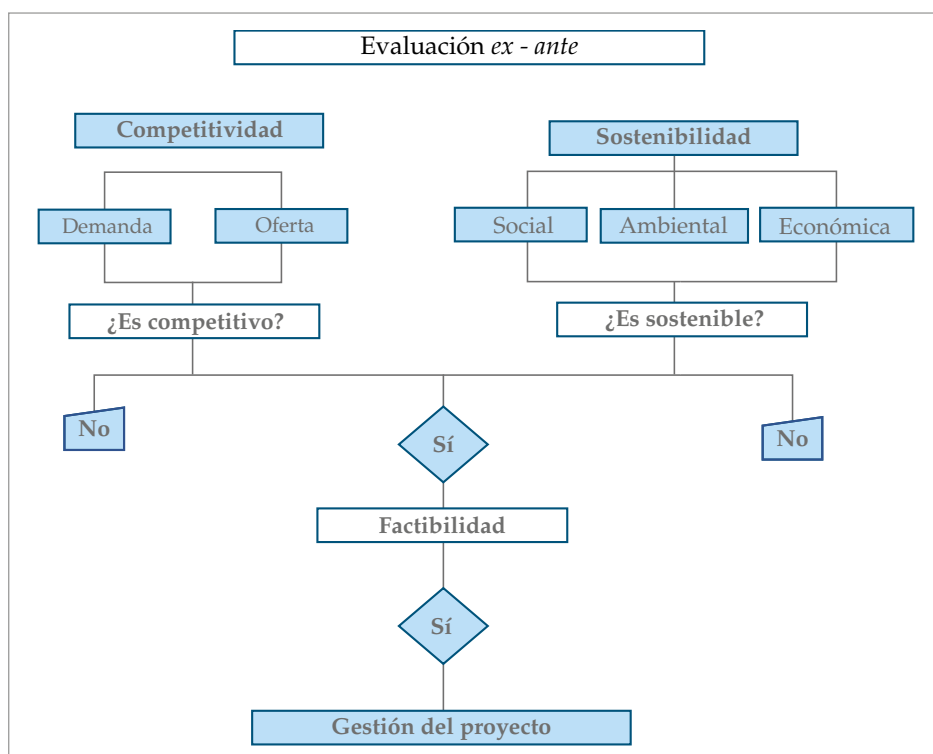 Evaluación ex - ante
Competitividad
Sostenibilidad
Demanda
Oferta
Social
Ambiental
Económica
¿Es competitivo?
¿Es sostenible?
No
Sí
No
Factibilidad
Sí
Gestión del proyecto